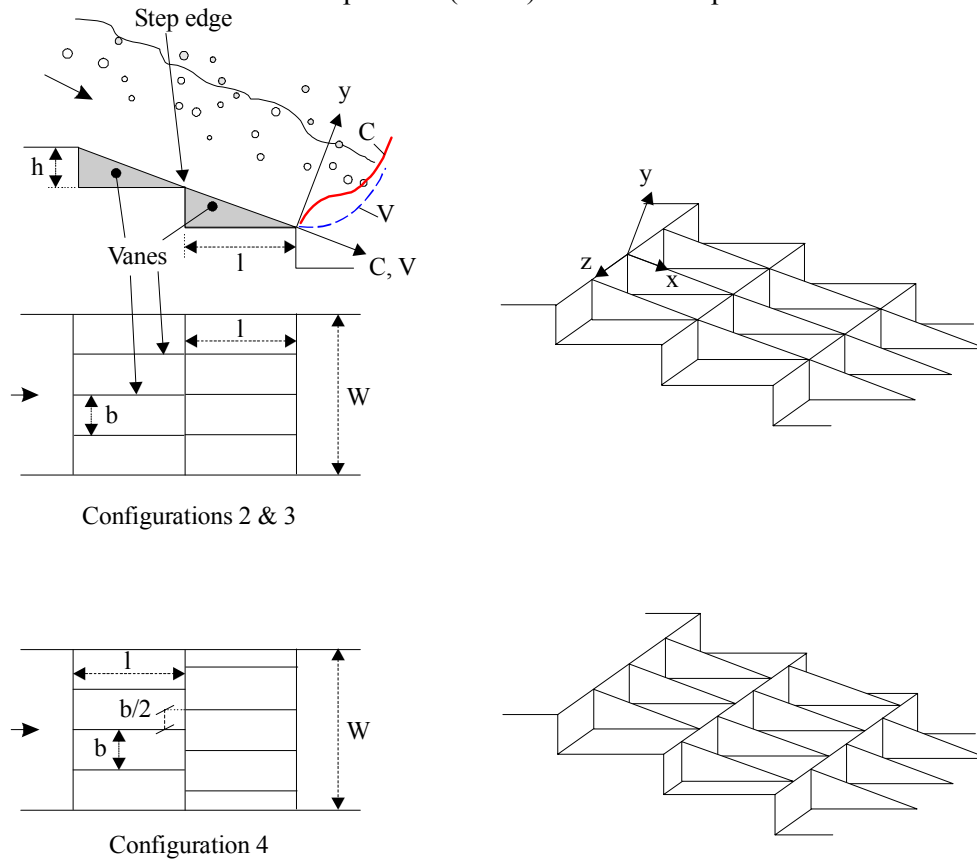 Step edge
y
C
h
V
Vanes
l
C, V
y
z
x
l
W
b
Configurations 2 & 3
l
b/2
W
b
Configuration 4